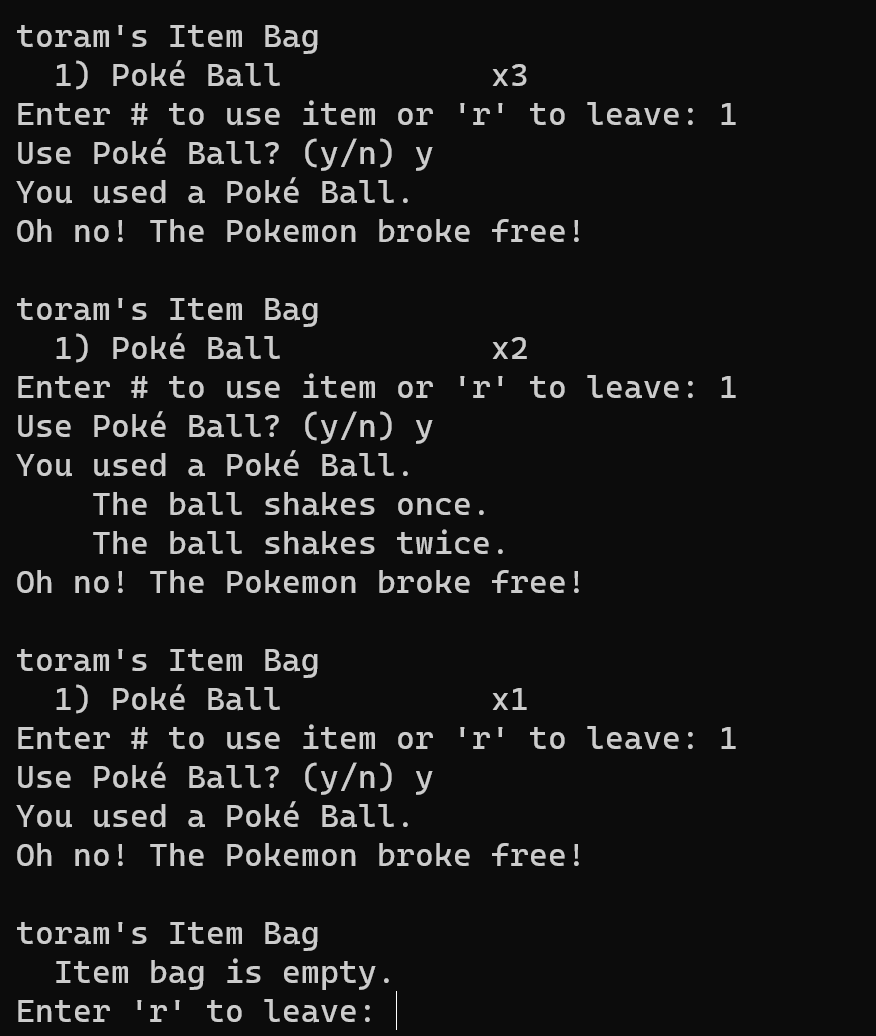 toram's Item Bag
  1) Poké Ball           x3
Enter # to use item or 'r' to leave: 1
Use Poké Ball? (y/n) y
You used a Poké Ball.
Oh no! The Pokemon broke free!

toram's Item Bag
  1) Poké Ball           x2
Enter # to use item or 'r' to leave: 1
Use Poké Ball? (y/n) y
You used a Poké Ball.
    The ball shakes once.
    The ball shakes twice.
Oh no! The Pokemon broke free!

toram's Item Bag
  1) Poké Ball           x1
Enter # to use item or 'r' to leave: 1
Use Poké Ball? (y/n) y
You used a Poké Ball.
Oh no! The Pokemon broke free!

toram's Item Bag
  Item bag is empty.
Enter 'r' to leave: